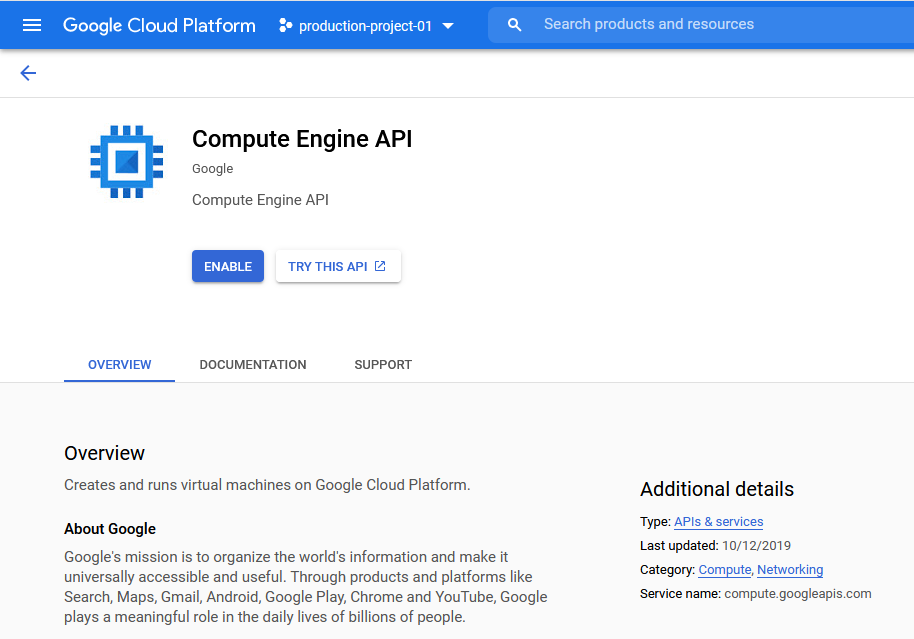 Google Cloud Platform production-project-01 Search products and resources
Compute Engine API
Google
Compute Engine API
ENABLE TRY THIS API
OVERVIEW DOCUMENTATION SUPPORT
Overview
Creates and runs virtual machines on Google Cloud Platform.
About Google
Google's mission is to organize the world's information and make it
universally accessible and useful. Through products and platforms like
Search, Maps, Gmail, Android, Google Play, Chrome and YouTube, Google
plays a meaningful role in the daily lives of billions of people.
Additional details
Type: APIs & services
Last updated: 10/12/2019
Category: Compute, Networking
Service name: compute.googleapis.com